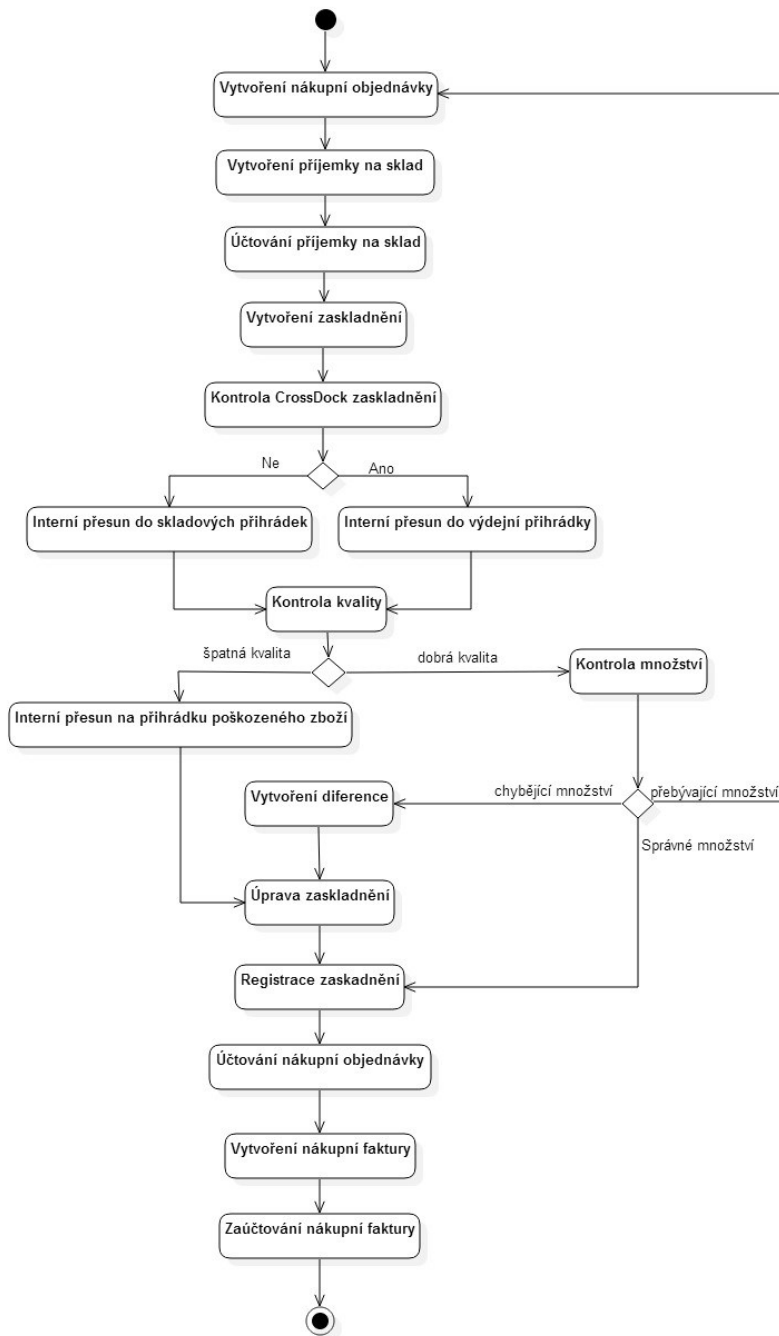 Vytvoření nákupní objednávky
Vytvoření příjemky na sklad
Účtování příjemky na sklad
Vytvoření zaskladnění
Kontrola CrossDock zaskladnění
Ne
Ano
Interní přesun do skladových přihrádek
Interní přesun do výdejní přihrádky
Kontrola kvality
špatná kvalita
dobrá kvalita
Kontrola množství
Interní přesun na přihrádku poškozeného zboží
Vytvoření diference
chybějící množství
přebývající množství
Správné množství
Úprava zaskladnění
Registrace zaskadnění
Účtování nákupní objednávky
Vytvoření nákupní faktury
Zaúčtování nákupní faktury